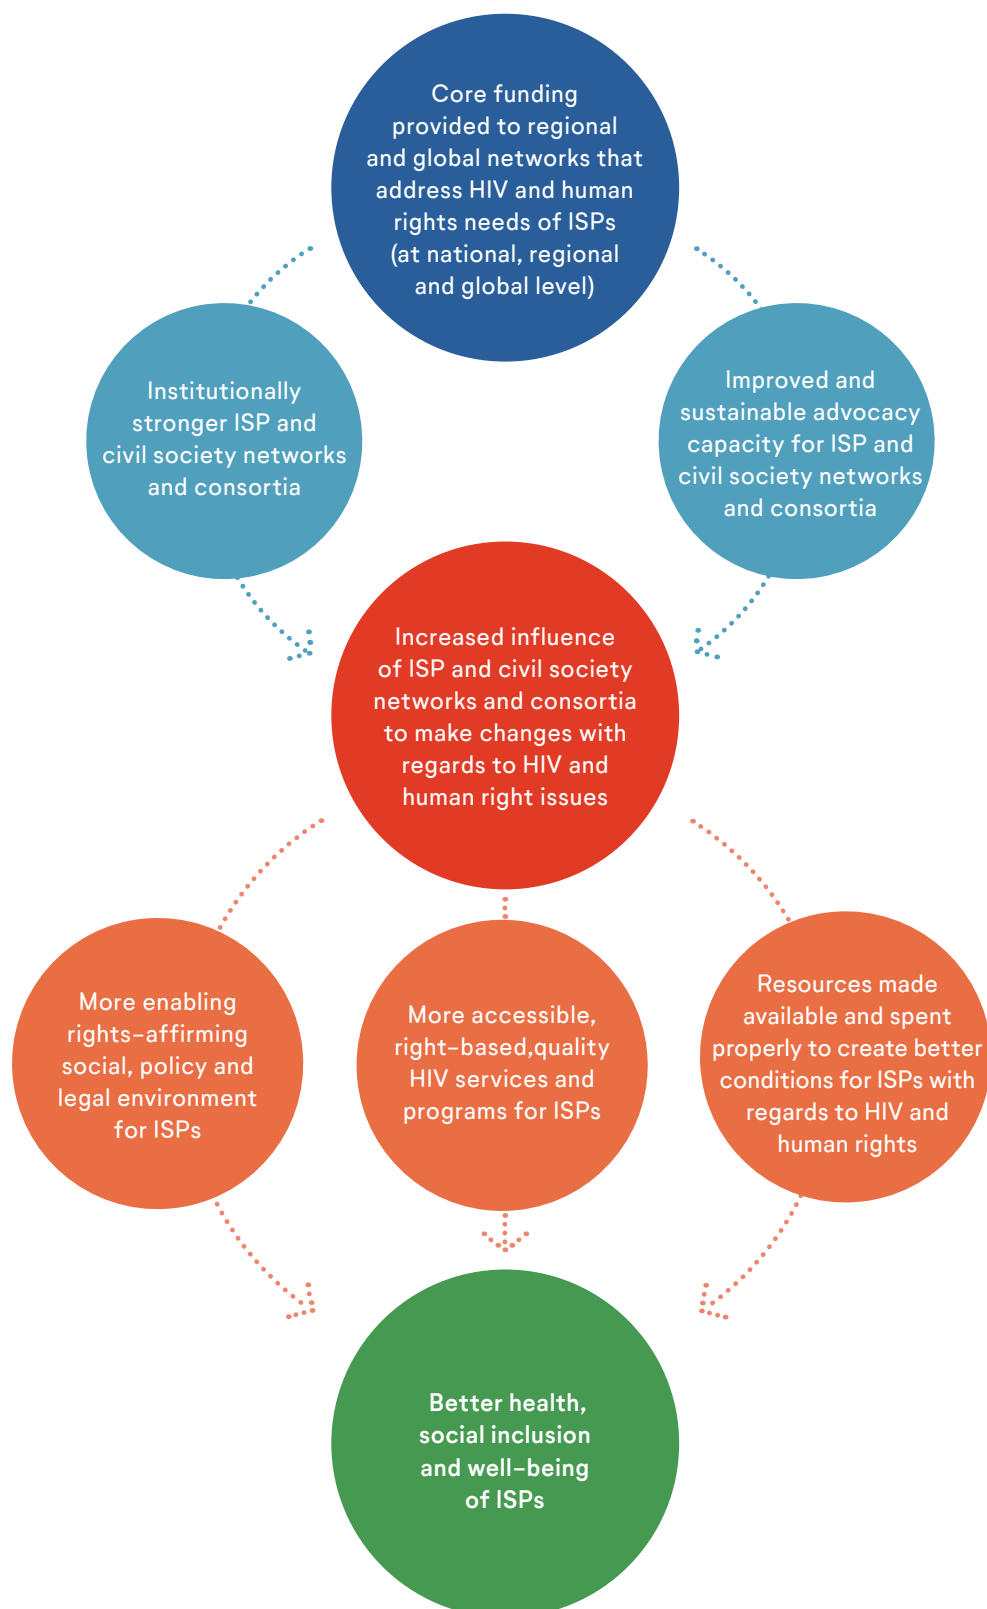 Core funding
provided to regional
and global networks that
address HIV and human
rights needs of ISPs
(at national, regional
and global level)
Institutionally
stronger ISP and
civil society networks
and consortia
Improved and
sustainable advocacy
capacity for ISP and
civil society networks
and consortia
Increased influence
of ISP and civil society
networks and consortia
to make changes with
regards to HIV and
human right issues
More enabling
rights–affirming
social, policy and
legal environment
for ISPs
More accessible,
right–based,quality
HIV services and
programs for ISPs
Resources made
available and spent
properly to create better
conditions for ISPs with
regards to HIV and
human rights
Better health,
social inclusion
and well–being
of ISPs